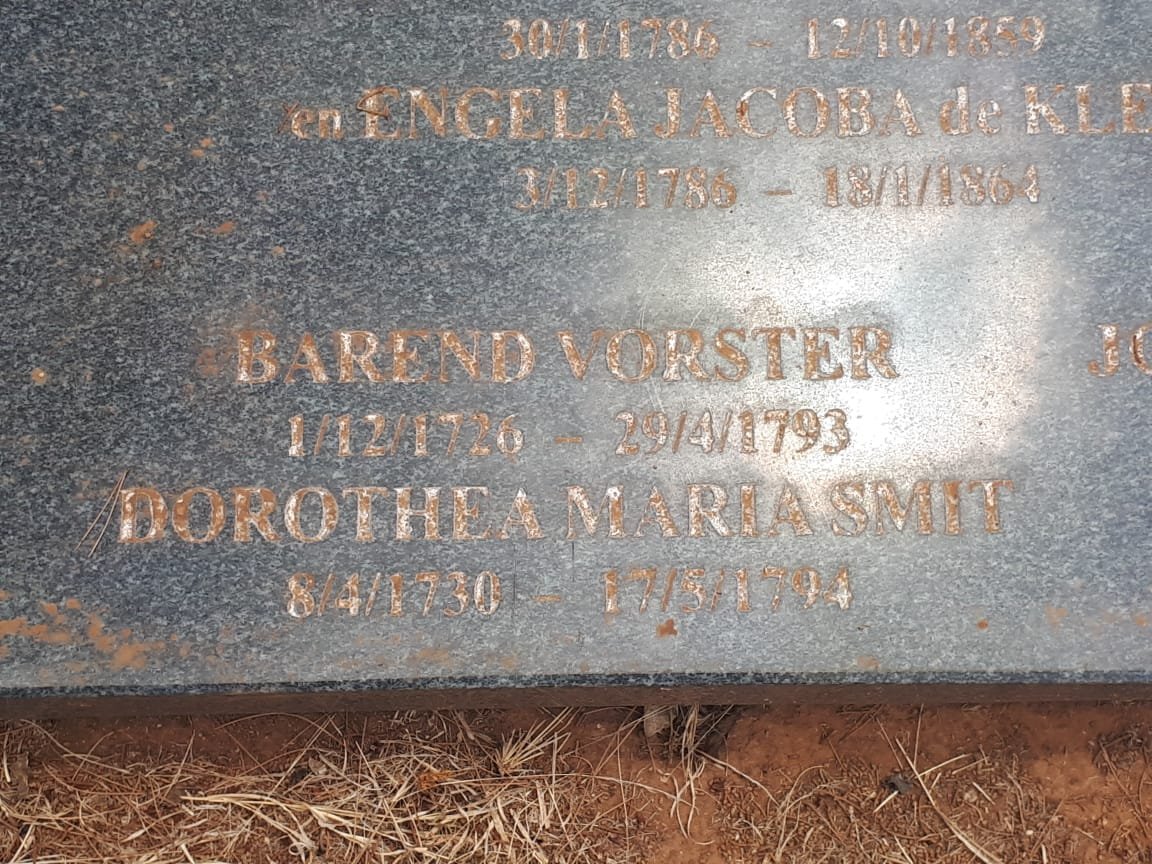 30/1/1786 – 12/10/1859
en ENGELA JACOBA de KLE
3/12/1786 – 18/1/1864
BAREND VORSTER
1/12/1726 – 29/4/1793
DOROTHEA MARIA SMIT
8/4/1730 – 17/5/1794